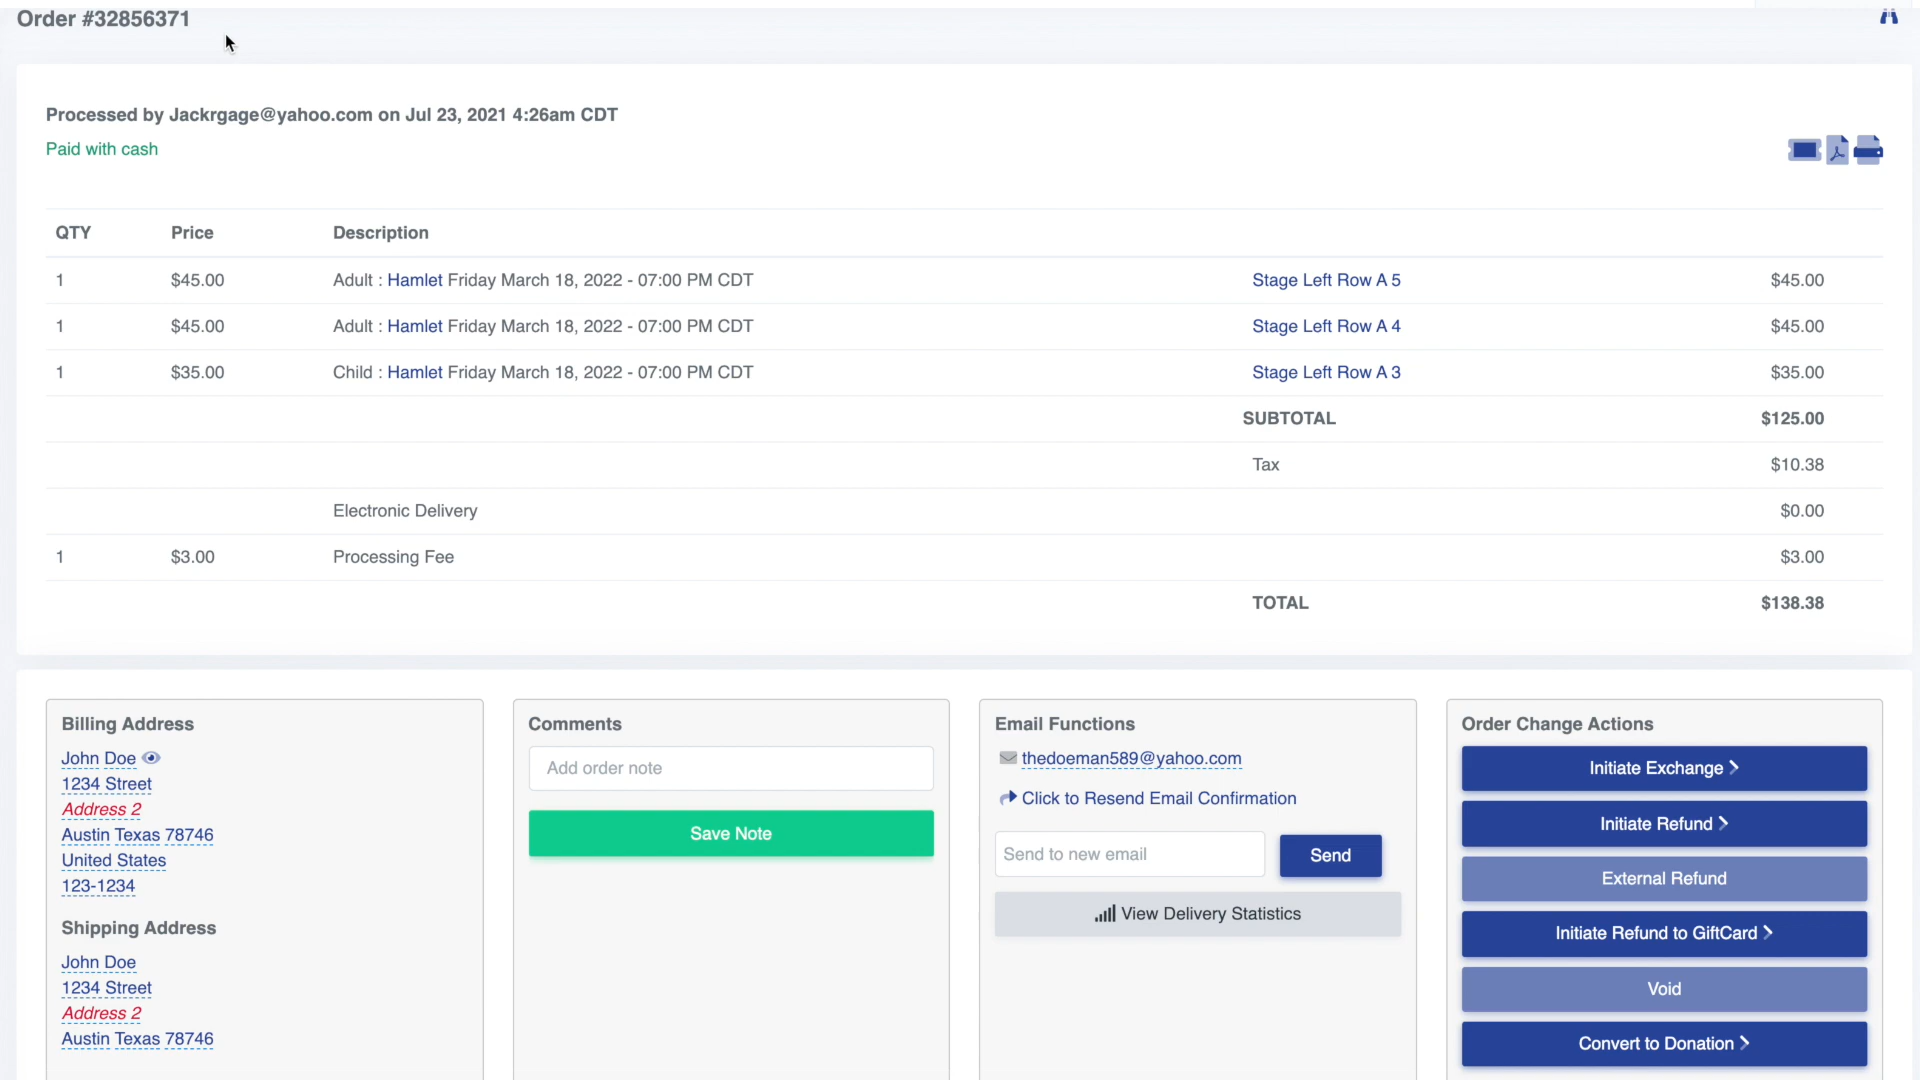 Order #32856371
Processed by Jackrgage@yahoo.com on Jul 23, 2021 4:26am CDT
Paid with cash
QTY Price Description
1 $45.00 Adult : Hamlet Friday March 18, 2022 - 07:00 PM CDT Stage Left Row A 5 $45.00
1 $45.00 Adult : Hamlet Friday March 18, 2022 - 07:00 PM CDT Stage Left Row A 4 $45.00
1 $35.00 Child : Hamlet Friday March 18, 2022 - 07:00 PM CDT Stage Left Row A 3 $35.00
SUBTOTAL $125.00
Tax $10.38
Electronic Delivery $0.00
1 $3.00 Processing Fee $3.00
TOTAL $138.38
Billing Address
John Doe
1234 Street
Address 2
Austin Texas 78746
United States
123-1234
Shipping Address
John Doe
1234 Street
Address 2
Austin Texas 78746
Comments
Add order note
Save Note
Email Functions
thedoeman589@yahoo.com
Click to Resend Email Confirmation
Send to new email Send
View Delivery Statistics
Order Change Actions
Initiate Exchange
Initiate Refund
External Refund
Initiate Refund to GiftCard
Void
Convert to Donation